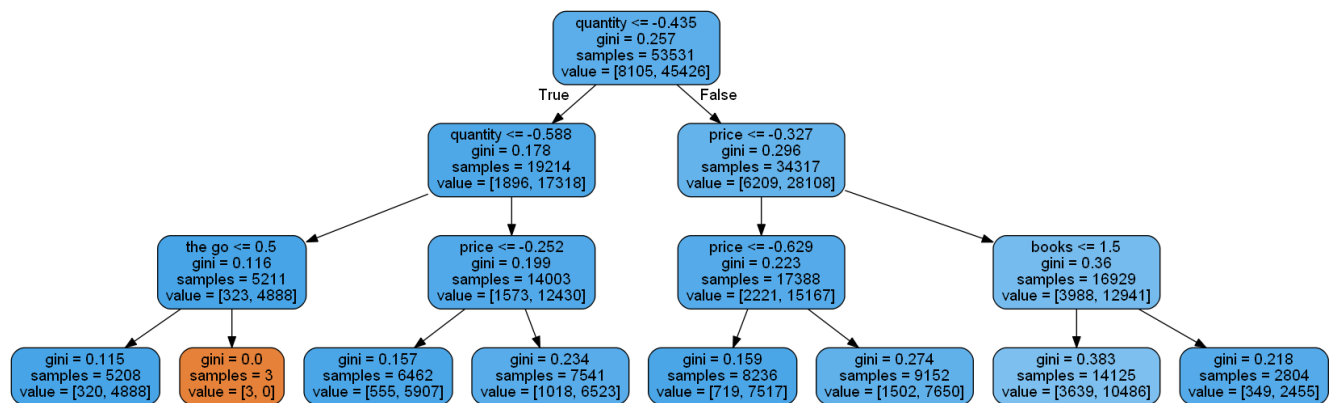 quantity <= -0.435
gini = 0.257
samples = 53531
value = [8105, 45426]
True
False
quantity <= -0.588
gini = 0.178
samples = 19214
value = [1896, 17318]
price <= -0.327
gini = 0.296
samples = 34317
value = [6209, 28108]
the go <= 0.5
gini = 0.116
samples = 5211
value = [323, 4888]
price <= -0.252
gini = 0.199
samples = 14003
value = [1573, 12430]
price <= -0.629
gini = 0.223
samples = 17388
value = [2221, 15167]
books <= 1.5
gini = 0.36
samples = 16929
value = [3988, 12941]
gini = 0.115
samples = 5208
value = [320, 4888]
gini = 0.0
samples = 3
value = [3, 0]
gini = 0.157
samples = 6462
value = [555, 5907]
gini = 0.234
samples = 7541
value = [1018, 6523]
gini = 0.159
samples = 8236
value = [719, 7517]
gini = 0.274
samples = 9152
value = [1502, 7650]
gini = 0.383
samples = 14125
value = [3639, 10486]
gini = 0.218
samples = 2804
value = [349, 2455]